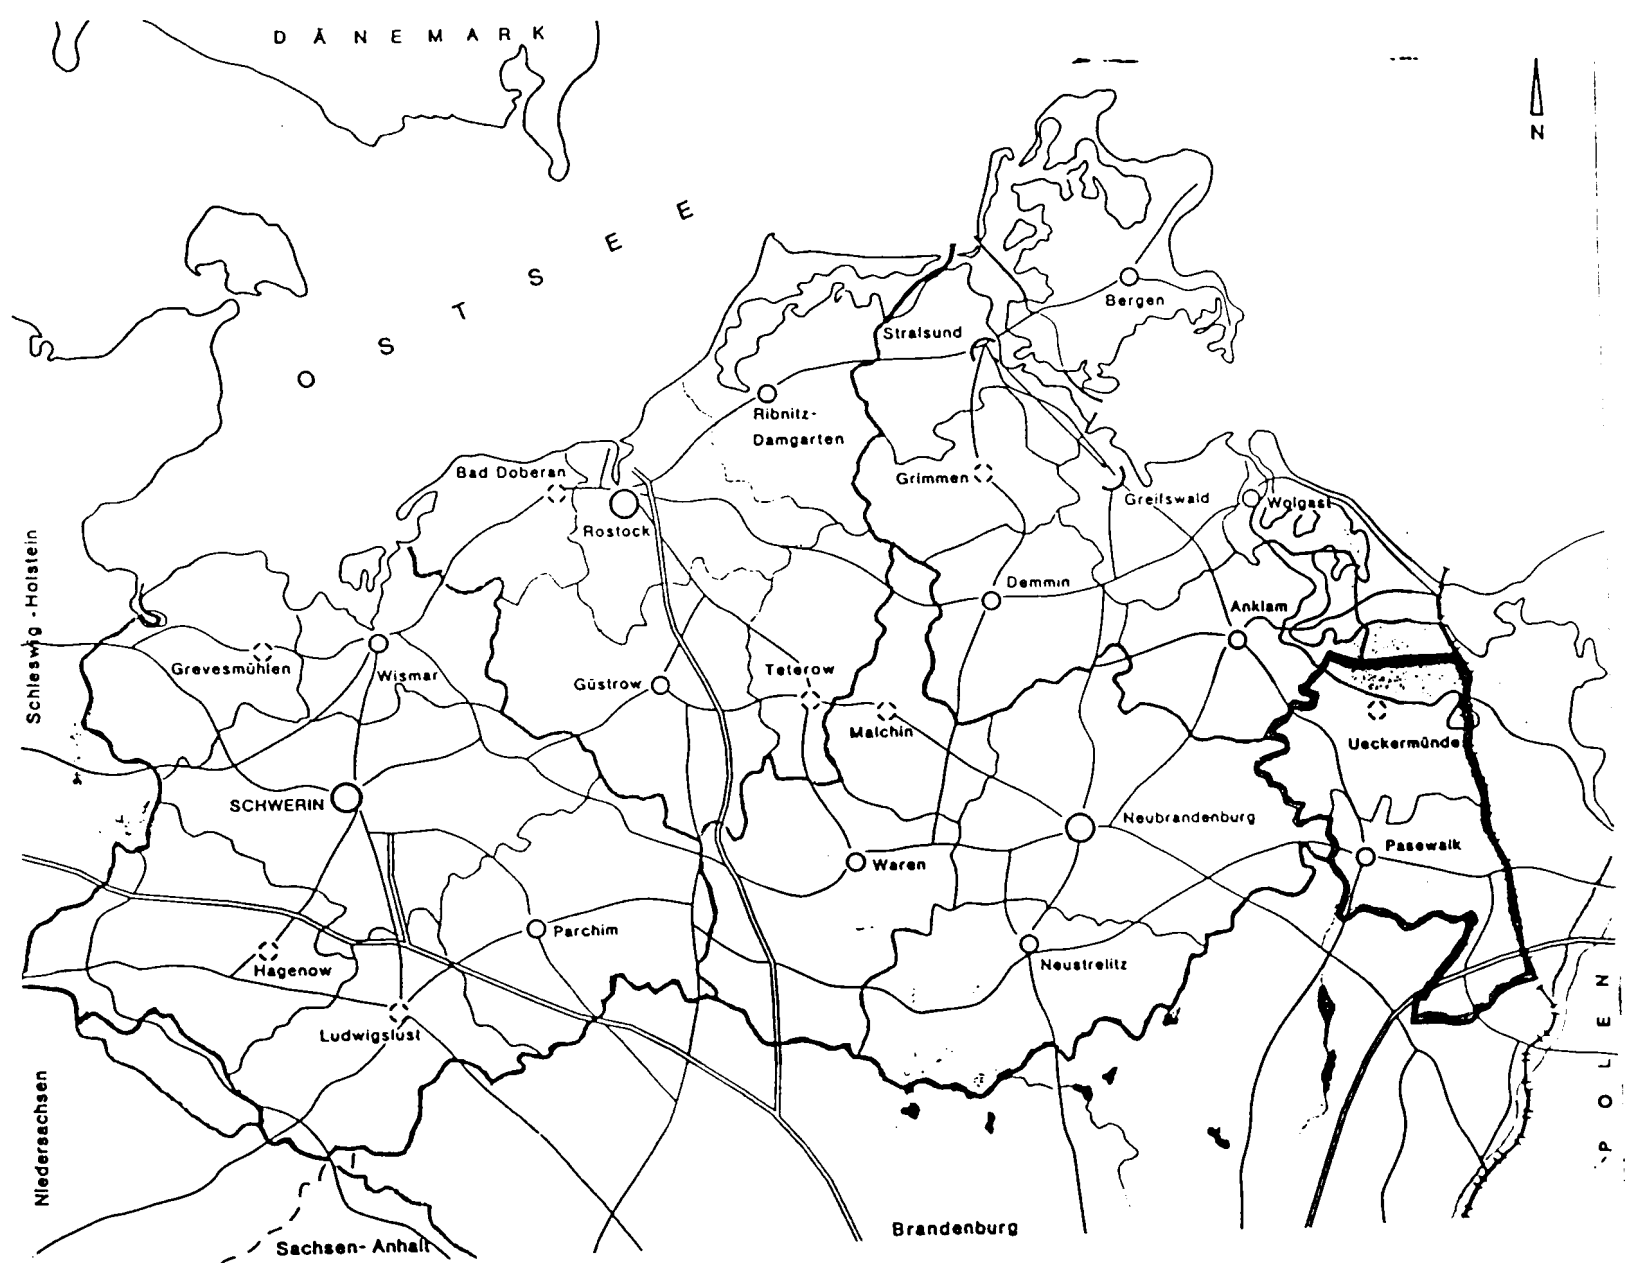 DÄNEMARK
N
OSTSEE
Bergen
Stralsund
Ribnitz-
Damgarten
Bad Doberan
Grimmen
Greifswald
Wolgast
Rostock
Schleswig-Holstein
Demmin
Anklam
Grevesmühlen
Wismar
Güstrow
Teterow
Malchin
Ueckermünde
SCHWERIN
Neubrandenburg
Pasewalk
Waren
Parchim
Hagenow
Neustrelitz
Ludwigslust
POLEN
Niedersachsen
Brandenburg
Sachsen-Anhalt